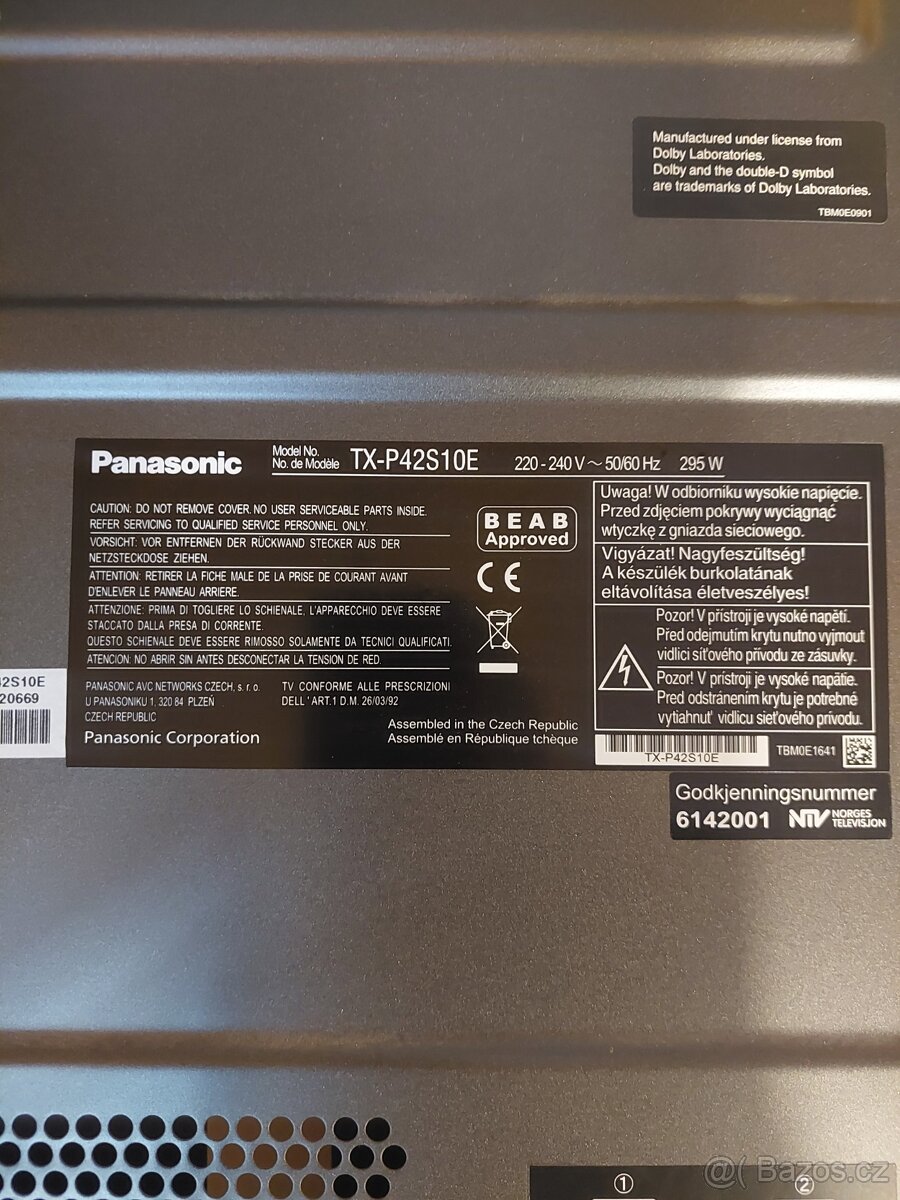 Manufactured under license from
Dolby Laboratories.
Dolby and the double-D symbol
are trademarks of Dolby Laboratories.
TBM0E0901
Panasonic
Model No.
No. de Modèle
TX-P42S10E
220 - 240 V ~ 50/60 Hz
295 W
CAUTION: DO NOT REMOVE COVER. NO USER SERVICEABLE PARTS INSIDE.
REFER SERVICING TO QUALIFIED SERVICE PERSONNEL ONLY.
VORSICHT: VOR ENTFERNEN DER RÜCKWAND STECKER AUS DER
NETZSTECKDOSE ZIEHEN.
ATTENTION: RETIRER LA FICHE MALE DE LA PRISE DE COURANT AVANT
D'ENLEVER LE PANNEAU ARRIERE.
ATTENZIONE: PRIMA DI TOGLIERE LO SCHIENALE, L'APPARECCHIO DEVE ESSERE
STACCATO DALLA PRESA DI CORRENTE.
QUESTO SCHIENALE DEVE ESSERE RIMOSSO SOLAMENTE DA TECNICI QUALIFICATI.
ATENCION: NO ABRIR SIN ANTES DESCONECTAR LA TENSION DE RED.
PANASONIC AVC NETWORKS CZECH, s. r. o.
U PANASONIKU 1, 320 84 PLZEŇ
CZECH REPUBLIC
TV CONFORME ALLE PRESCRIZIONI
DELL' ART.1 D.M. 26/03/92
Panasonic Corporation
Assembled in the Czech Republic
Assemblé en République tchèque
BEAB
Approved
CE
Uwaga! W odbiorniku wysokie napięcie.
Przed zdjęciem pokrywy wyciągnąć
wtyczkę z gniazda sieciowego.
Vigyázat! Nagyfeszültség!
A készülék burkolatának
eltávolítása életveszélyes!
Pozor! V přístroji je vysoké napětí.
Před odejmutím krytu nutno vyjmout
vidlici síťového přívodu ze zásuvky.
Pozor! V prístroji je vysoké napätie.
Pred odstránením krytu je potrebné
vytiahnuť vidlicu sieťového prívodu.
TX-P42S10E
TBM0E1641
42S10E
20669
Godkjenningsnummer
6142001
NTV NORGES
TELEVISJON
① ②
@( Bazos.cz